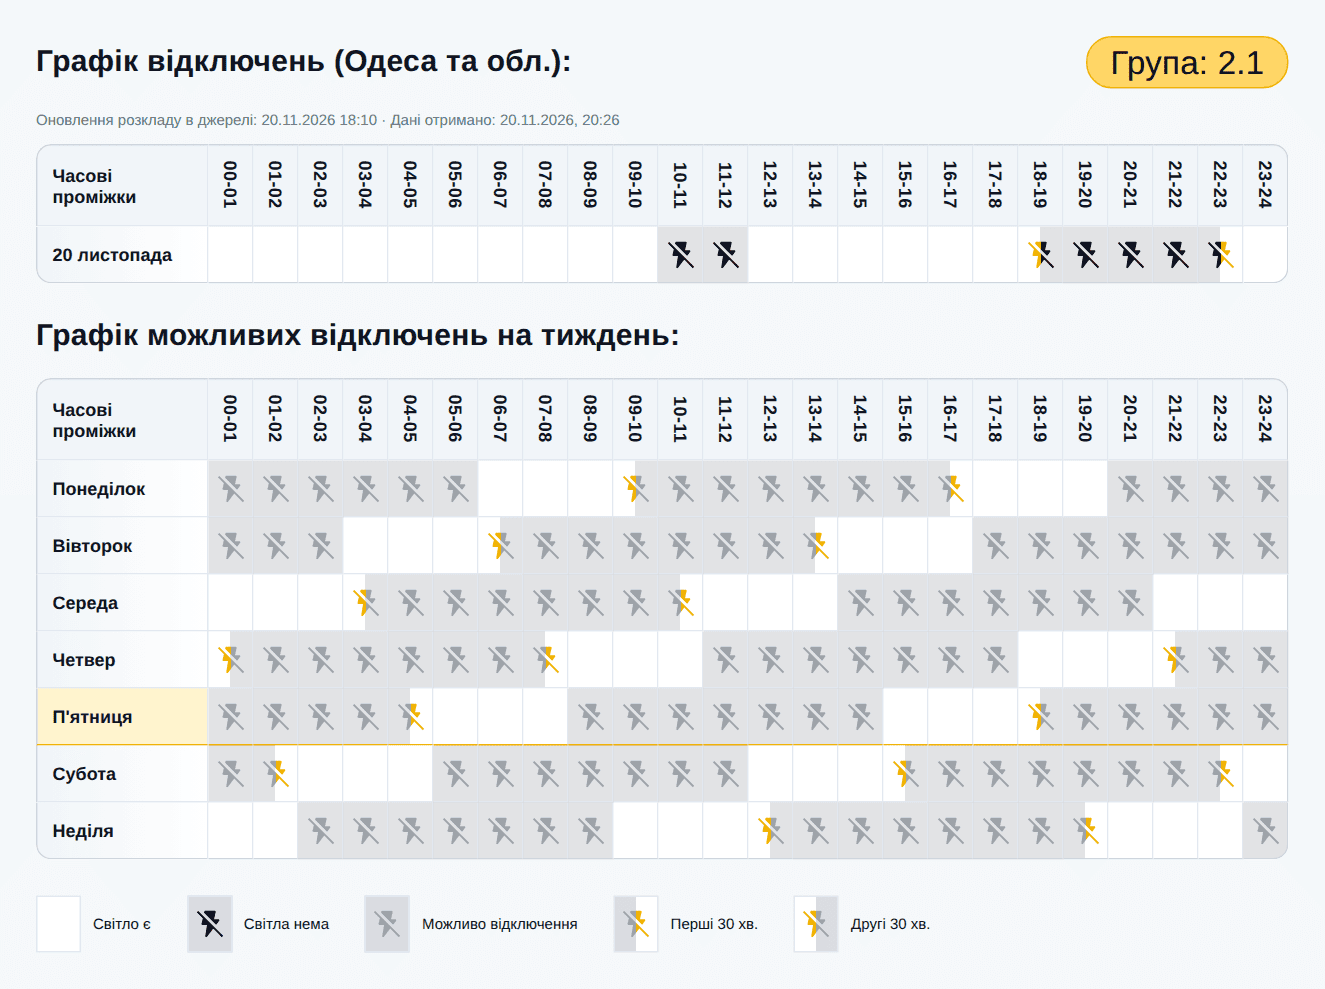 Графік відключень (Одеса та обл.):
Група: 2.1
Оновлення розкладу в джерелі: 20.11.2026 18:10 · Дані отримано: 20.11.2026, 20:26
Часові проміжки 00-01 01-02 02-03 03-04 04-05 05-06 06-07 07-08 08-09 09-10 10-11 11-12 12-13 13-14 14-15 15-16 16-17 17-18 18-19 19-20 20-21 21-22 22-23 23-24
20 листопада
Графік можливих відключень на тиждень:
Часові проміжки 00-01 01-02 02-03 03-04 04-05 05-06 06-07 07-08 08-09 09-10 10-11 11-12 12-13 13-14 14-15 15-16 16-17 17-18 18-19 19-20 20-21 21-22 22-23 23-24
Понеділок
Вівторок
Середа
Четвер
П'ятниця
Субота
Неділя
Світло є Світла нема Можливо відключення Перші 30 хв. Другі 30 хв.